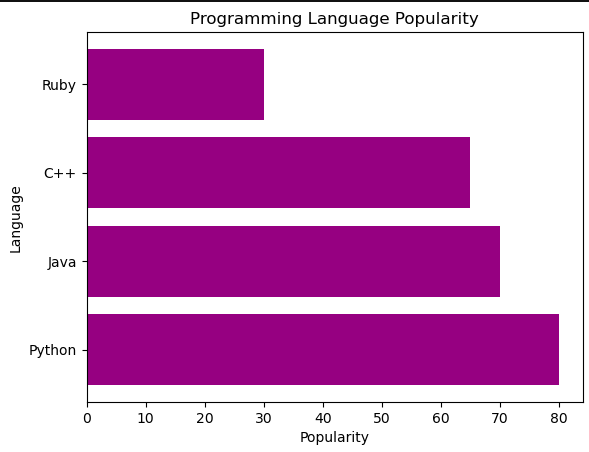 Programming Language Popularity
Ruby
C++
Java
Python
Language
0 10 20 30 40 50 60 70 80
Popularity